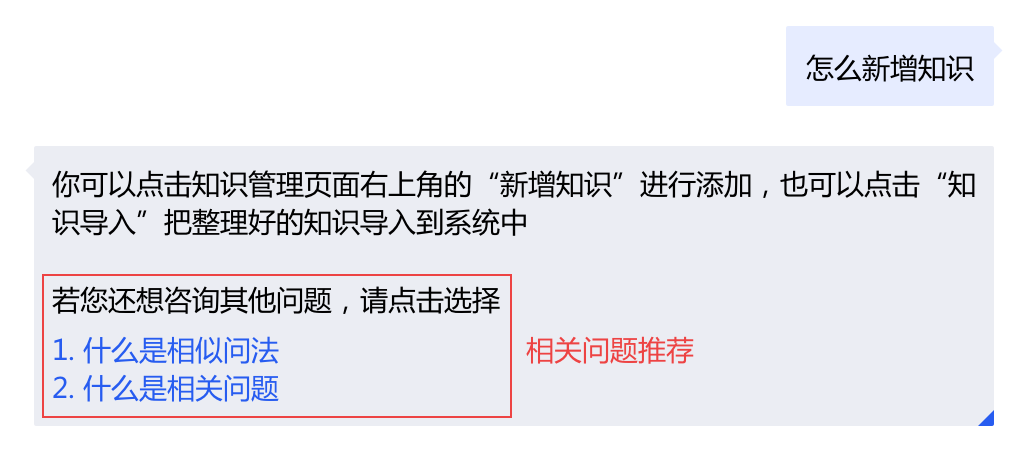 怎么新增知识
你可以点击知识管理页面右上角的“新增知识”进行添加，也可以点击“知
识导入”把整理好的知识导入到系统中
若您还想咨询其他问题，请点击选择
1. 什么是相似问法
相关问题推荐
2. 什么是相关问题